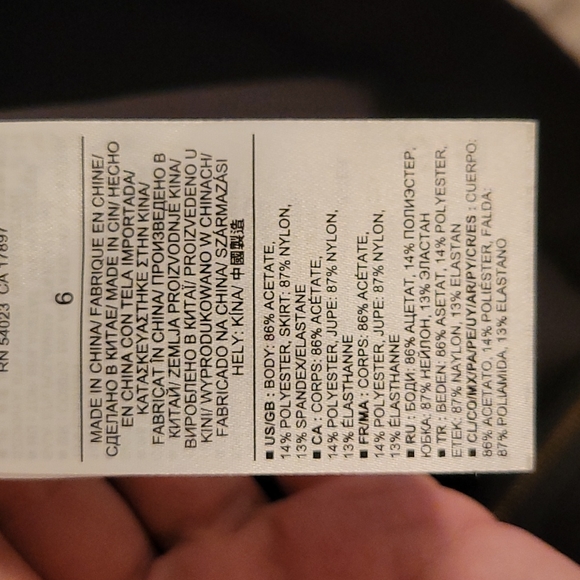 RN 54023 CA 17897
6
MADE IN CHINA/ FABRIQUE EN CHINE/
СДЕЛАНО В КИТАЕ/ MADE IN CIN/ HECHO
EN CHINA CON TELA IMPORTADA/
ΚΑΤΑΣΚΕΥΑΣΤΗΚΕ ΣΤΗΝ ΚΙΝΑ/
FABRICAT IN CHINA/ ПРОИЗВЕДЕНО В
КИТАЙ/ ZEMLJA PROIZVODNJE KINA/
ВИРОБЛЕНО В КИТАЇ/ PROIZVEDENO U
KINI/ WYPRODUKOWANO W CHINACH/
FABRICADO NA CHINA/ SZÁRMAZÁSI
HELY: KÍNA/ 中國製造
■ US/GB : BODY: 86% ACETATE,
14% POLYESTER, SKIRT: 87% NYLON,
13% SPANDEX/ELASTANE
■ CA : CORPS: 86% ACÉTATE,
14% POLYESTER, JUPE: 87% NYLON,
13% ÉLASTHANNE
■ FR/MA : CORPS: 86% ACÉTATE,
14% POLYESTER, JUPE: 87% NYLON,
13% ÉLASTHANNE
■ RU : БОДИ: 86% АЦЕТАТ, 14% ПОЛИЭСТЕР,
ЮБКА: 87% НЕЙЛОН, 13% ЭЛАСТАН
■ TR : BEDEN: 86% ASETAT, 14% POLYESTER,
ETEK: 87% NAYLON, 13% ELASTAN
■ CL/CO/MX/PA/PE/UY/AR/PY/CR/ES : CUERPO:
86% ACETATO, 14% POLIÉSTER, FALDA:
87% POLIAMIDA, 13% ELASTANO